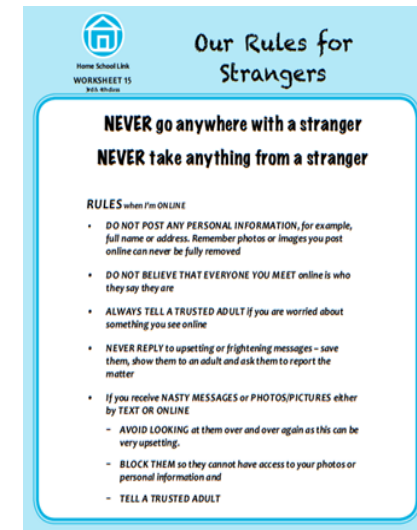 Our Rules for
Strangers
Home School Link
WORKSHEET 15
3rd & 4th class
NEVER go anywhere with a stranger
NEVER take anything from a stranger
RULES when I'm ONLINE
• DO NOT POST ANY PERSONAL INFORMATION, for example,
full name or address. Remember photos or images you post
online can never be fully removed
• DO NOT BELIEVE THAT EVERYONE YOU MEET online is who
they say they are
• ALWAYS TELL A TRUSTED ADULT if you are worried about
something you see online
• NEVER REPLY to upsetting or frightening messages – save
them, show them to an adult and ask them to report the
matter
• If you receive NASTY MESSAGES or PHOTOS/PICTURES either
by TEXT OR ONLINE
– AVOID LOOKING at them over and over again as this can be
very upsetting.
– BLOCK THEM so they cannot have access to your photos or
personal information and
– TELL A TRUSTED ADULT